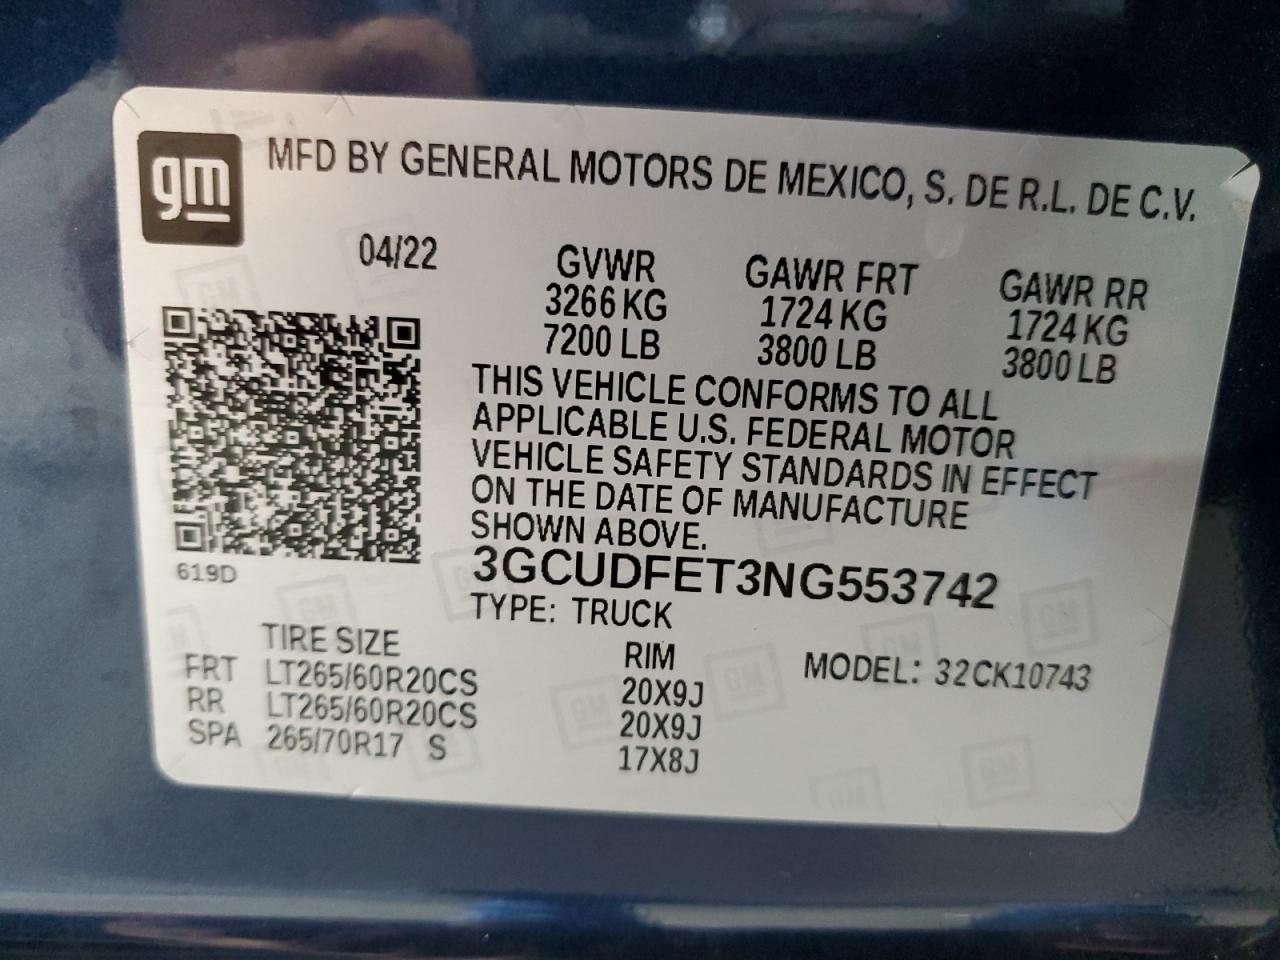 gm
MFD BY GENERAL MOTORS DE MEXICO, S. DE R.L. DE C.V.
04/22
GVWR GAWR FRT GAWR RR
3266 KG 1724 KG 1724 KG
7200 LB 3800 LB 3800 LB
THIS VEHICLE CONFORMS TO ALL
APPLICABLE U.S. FEDERAL MOTOR
VEHICLE SAFETY STANDARDS IN EFFECT
ON THE DATE OF MANUFACTURE
SHOWN ABOVE.
619D
3GCUDFET3NG553742
TYPE: TRUCK
TIRE SIZE RIM MODEL: 32CK10743
FRT LT265/60R20CS 20X9J
RR LT265/60R20CS 20X9J
SPA 265/70R17 S 17X8J